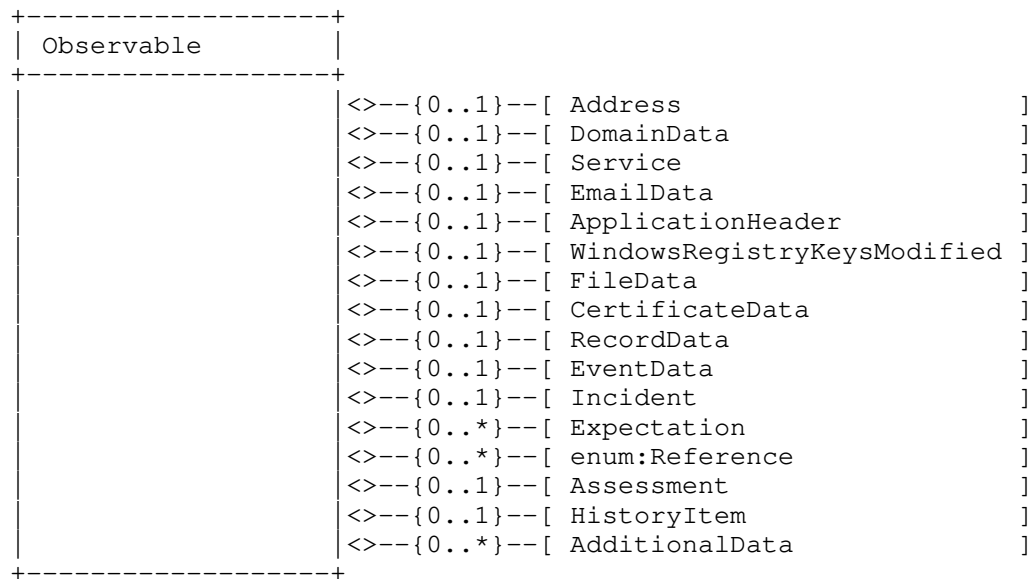 +--------------------+
| Observable         |
+--------------------+
|                    |<>--{0..1}--[ Address                     ]
|                    |<>--{0..1}--[ DomainData                  ]
|                    |<>--{0..1}--[ Service                     ]
|                    |<>--{0..1}--[ EmailData                   ]
|                    |<>--{0..1}--[ ApplicationHeader           ]
|                    |<>--{0..1}--[ WindowsRegistryKeysModified ]
|                    |<>--{0..1}--[ FileData                    ]
|                    |<>--{0..1}--[ CertificateData             ]
|                    |<>--{0..1}--[ RecordData                  ]
|                    |<>--{0..1}--[ EventData                   ]
|                    |<>--{0..1}--[ Incident                    ]
|                    |<>--{0..*}--[ Expectation                 ]
|                    |<>--{0..*}--[ enum:Reference              ]
|                    |<>--{0..1}--[ Assessment                  ]
|                    |<>--{0..1}--[ HistoryItem                 ]
|                    |<>--{0..*}--[ AdditionalData              ]
+--------------------+